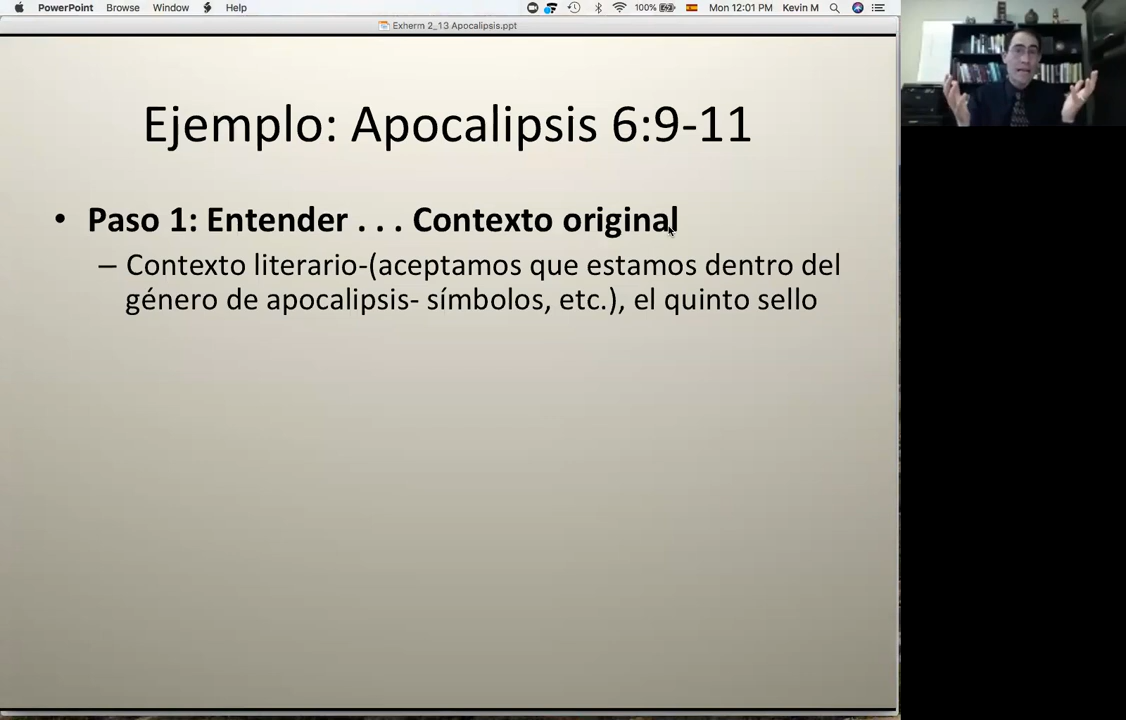 PowerPoint Browse Window Help 100% Mon 12:01 PM Kevin M
Exherm 2_13 Apocalipsis.ppt
Ejemplo: Apocalipsis 6:9-11
• Paso 1: Entender . . . Contexto original
– Contexto literario-(aceptamos que estamos dentro del
género de apocalipsis- símbolos, etc.), el quinto sello